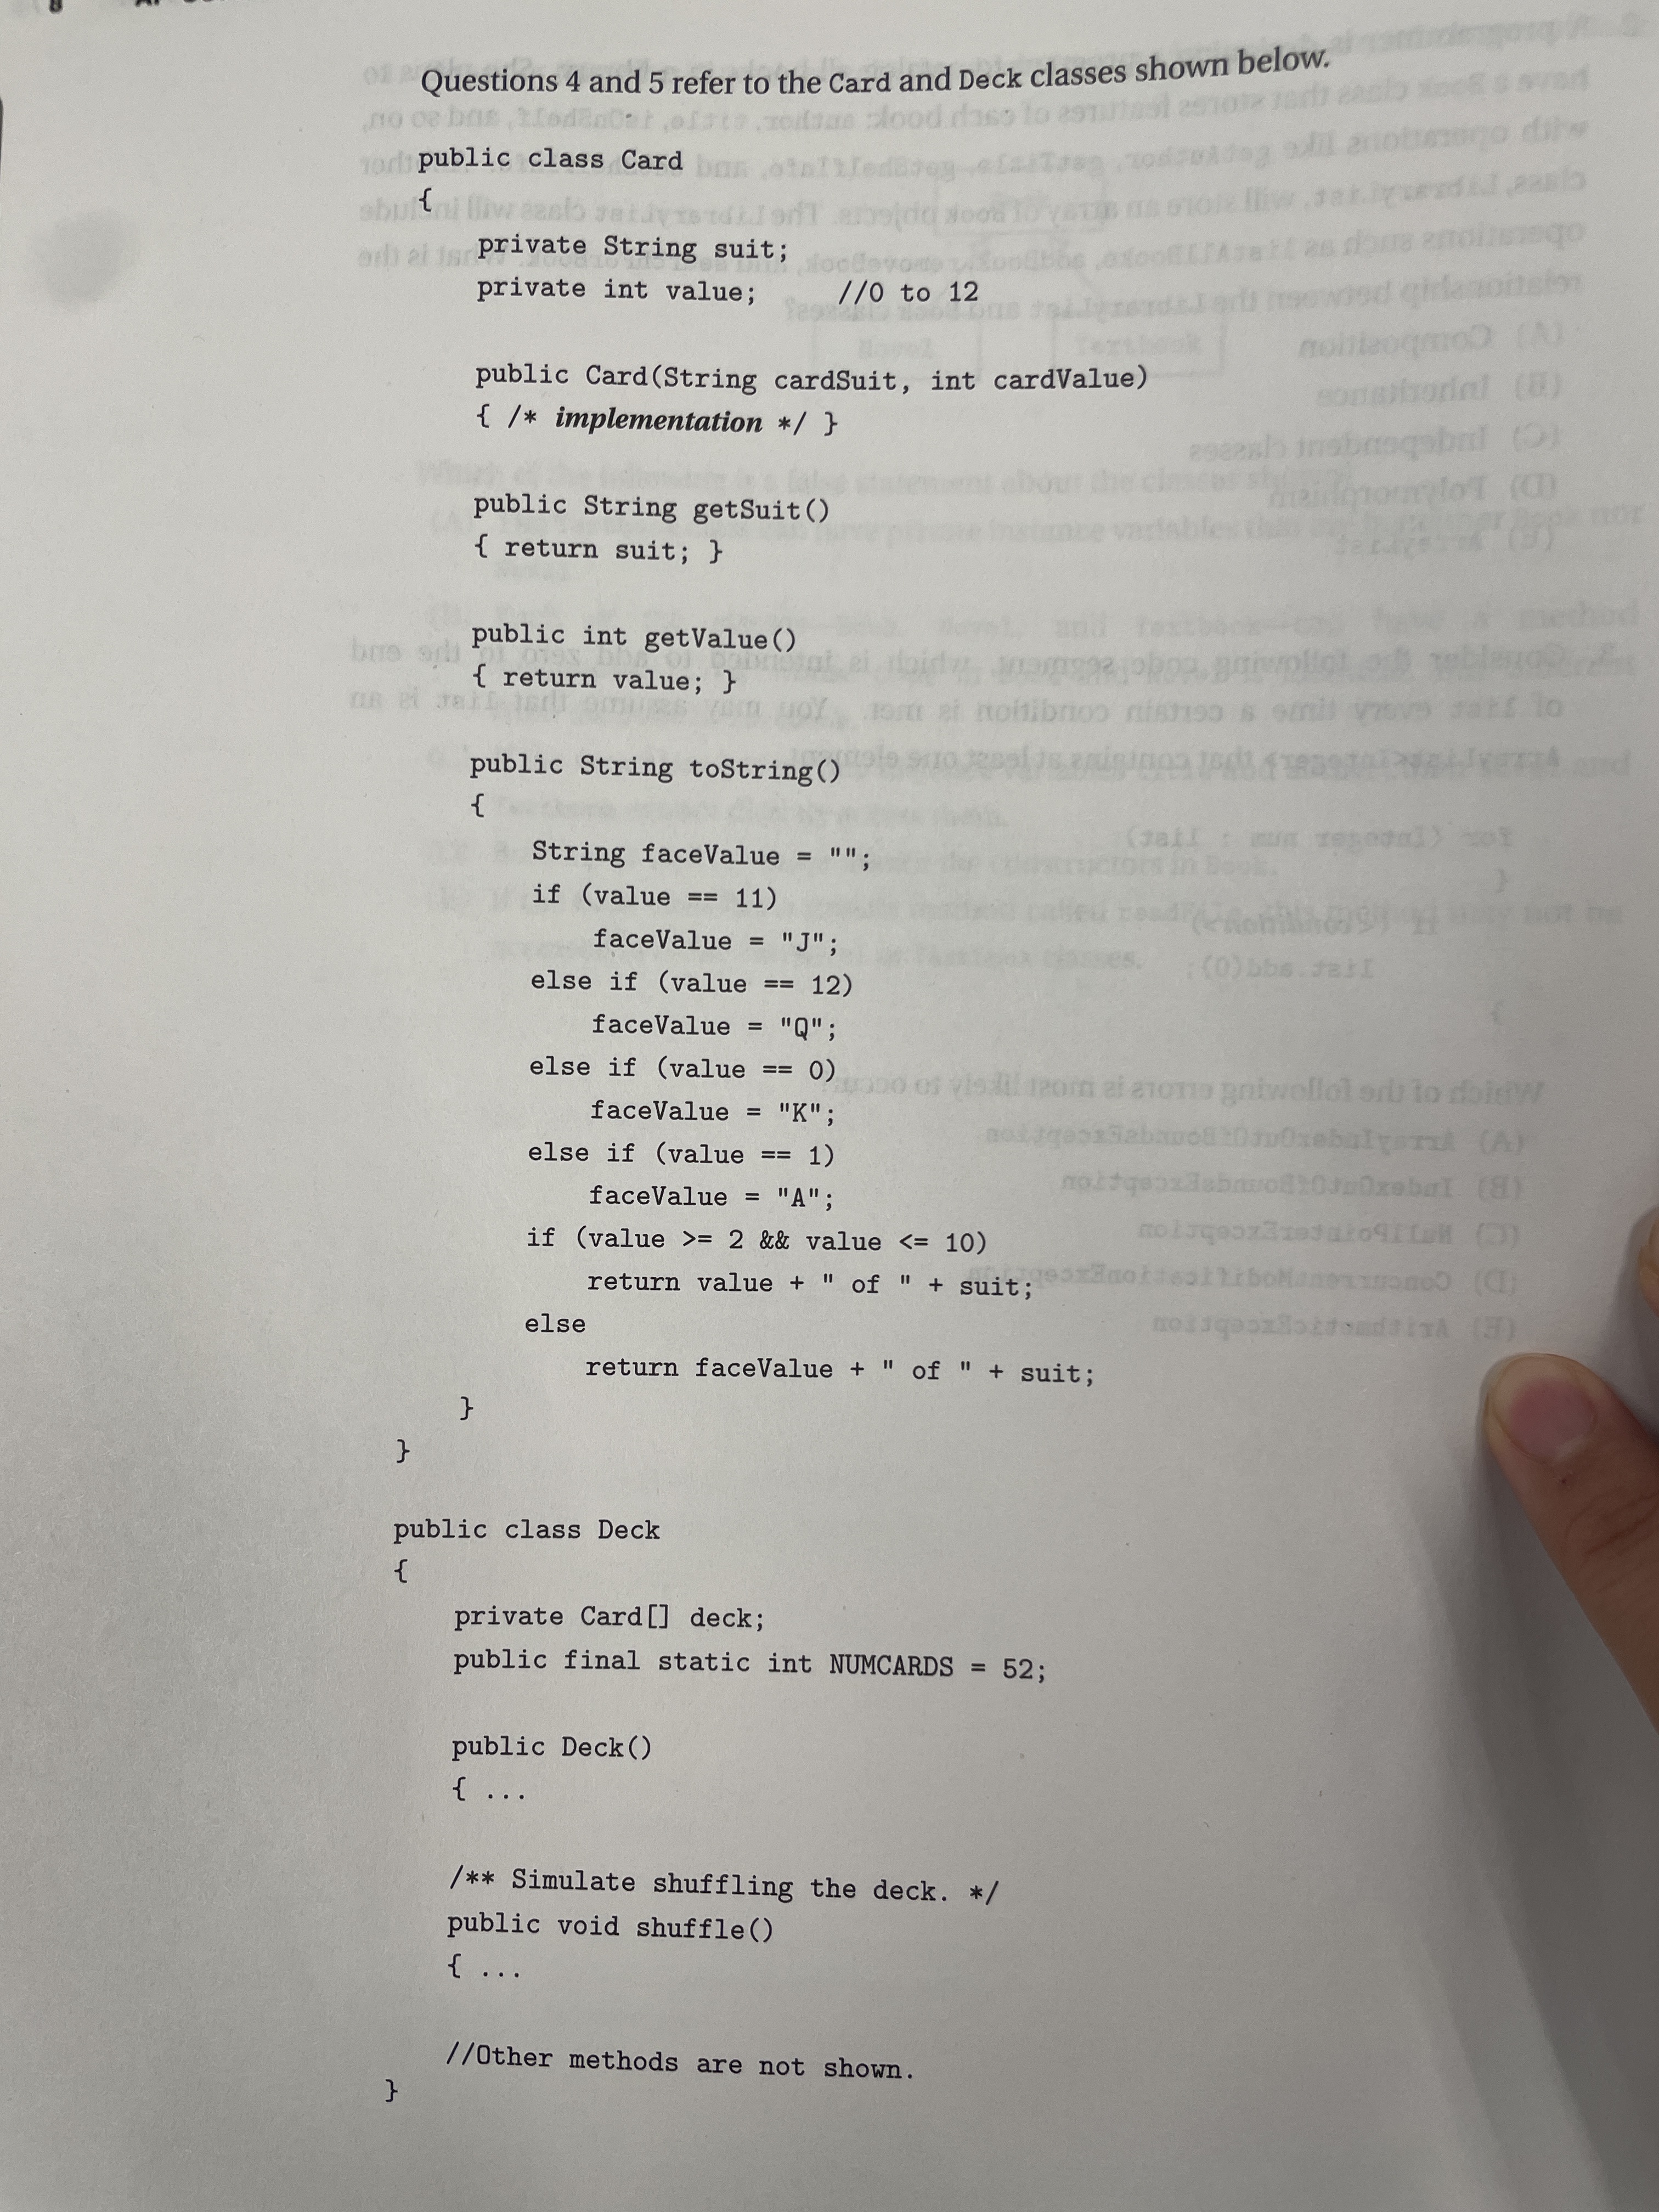 8
Questions 4 and 5 refer to the Card and Deck classes shown below.
public class Card
{
private String suit;
private int value; //0 to 12
public Card(String cardSuit, int cardValue)
{ /* implementation */ }
public String getSuit()
{ return suit; }
public int getValue()
{ return value; }
public String toString()
{
String faceValue = "";
if (value == 11)
faceValue = "J";
else if (value == 12)
faceValue = "Q";
else if (value == 0)
faceValue = "K";
else if (value == 1)
faceValue = "A";
if (value >= 2 && value <= 10)
return value + " of " + suit;
else
return faceValue + " of " + suit;
}
}
public class Deck
{
private Card[] deck;
public final static int NUMCARDS = 52;
public Deck()
{ ...
/** Simulate shuffling the deck. */
public void shuffle()
{ ...
//Other methods are not shown.
}